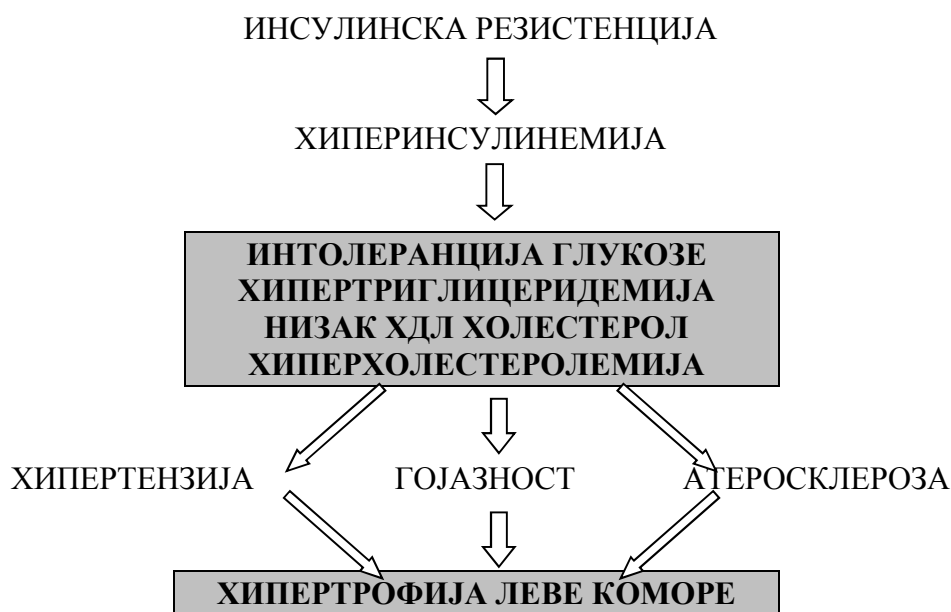 ИНСУЛИНСКА РЕЗИСТЕНЦИЈА
ХИПЕРИНСУЛИНЕМИЈА
ИНТОЛЕРАНЦИЈА ГЛУКОЗЕ
ХИПЕРТРИГЛИЦЕРИДЕМИЈА
НИЗАК ХДЛ ХОЛЕСТЕРОЛ
ХИПЕРХОЛЕСТЕРОЛЕМИЈА
ХИПЕРТЕНЗИЈА ГОЈАЗНОСТ АТЕРОСКЛЕРОЗА
ХИПЕРТРОФИЈА ЛЕВЕ КОМОРЕ